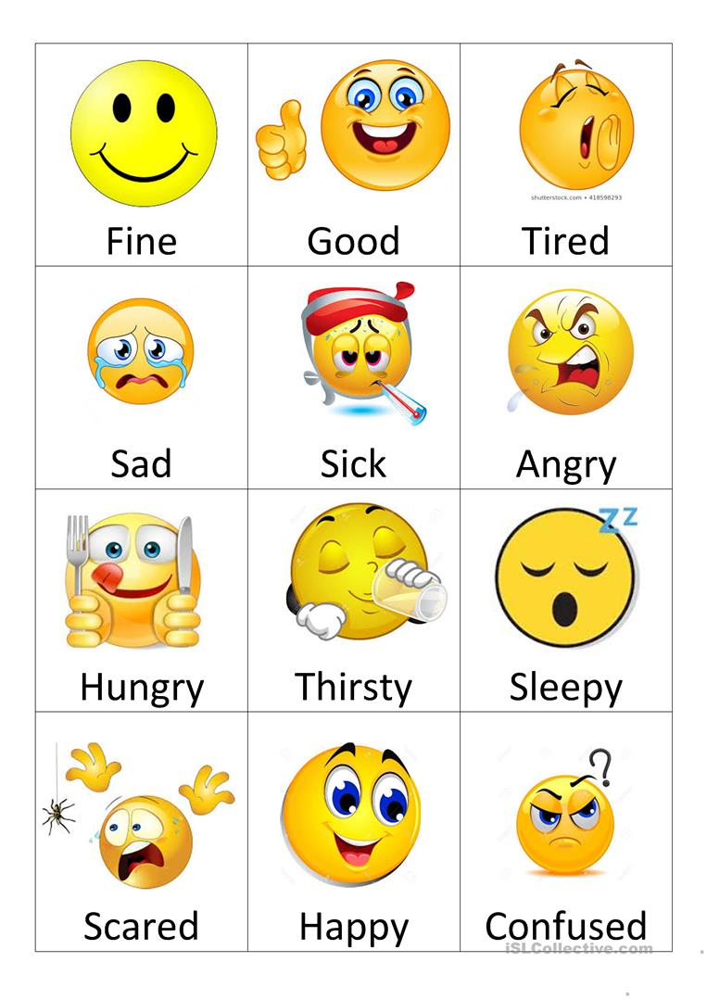 shutterstock.com • 418598293
Fine
Good
Tired
Sad
Sick
Angry
Z Z
Hungry
Thirsty
Sleepy
?
Scared
Happy
Confused
iSLCollective.com